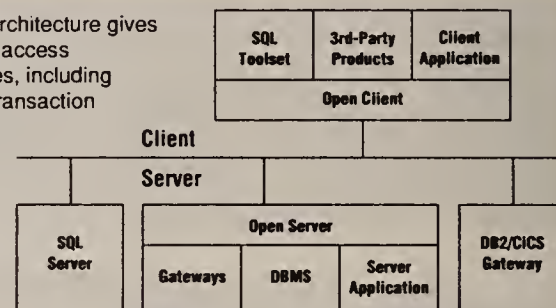 rchitecture gives
access
es, including
ransaction
SQL
Toolset
3rd-Party
Products
Client
Application
Open Client
Client
Server
SQL
Server
Open Server
Gateways
DBMS
Server
Application
DB2/CICS
Gateway